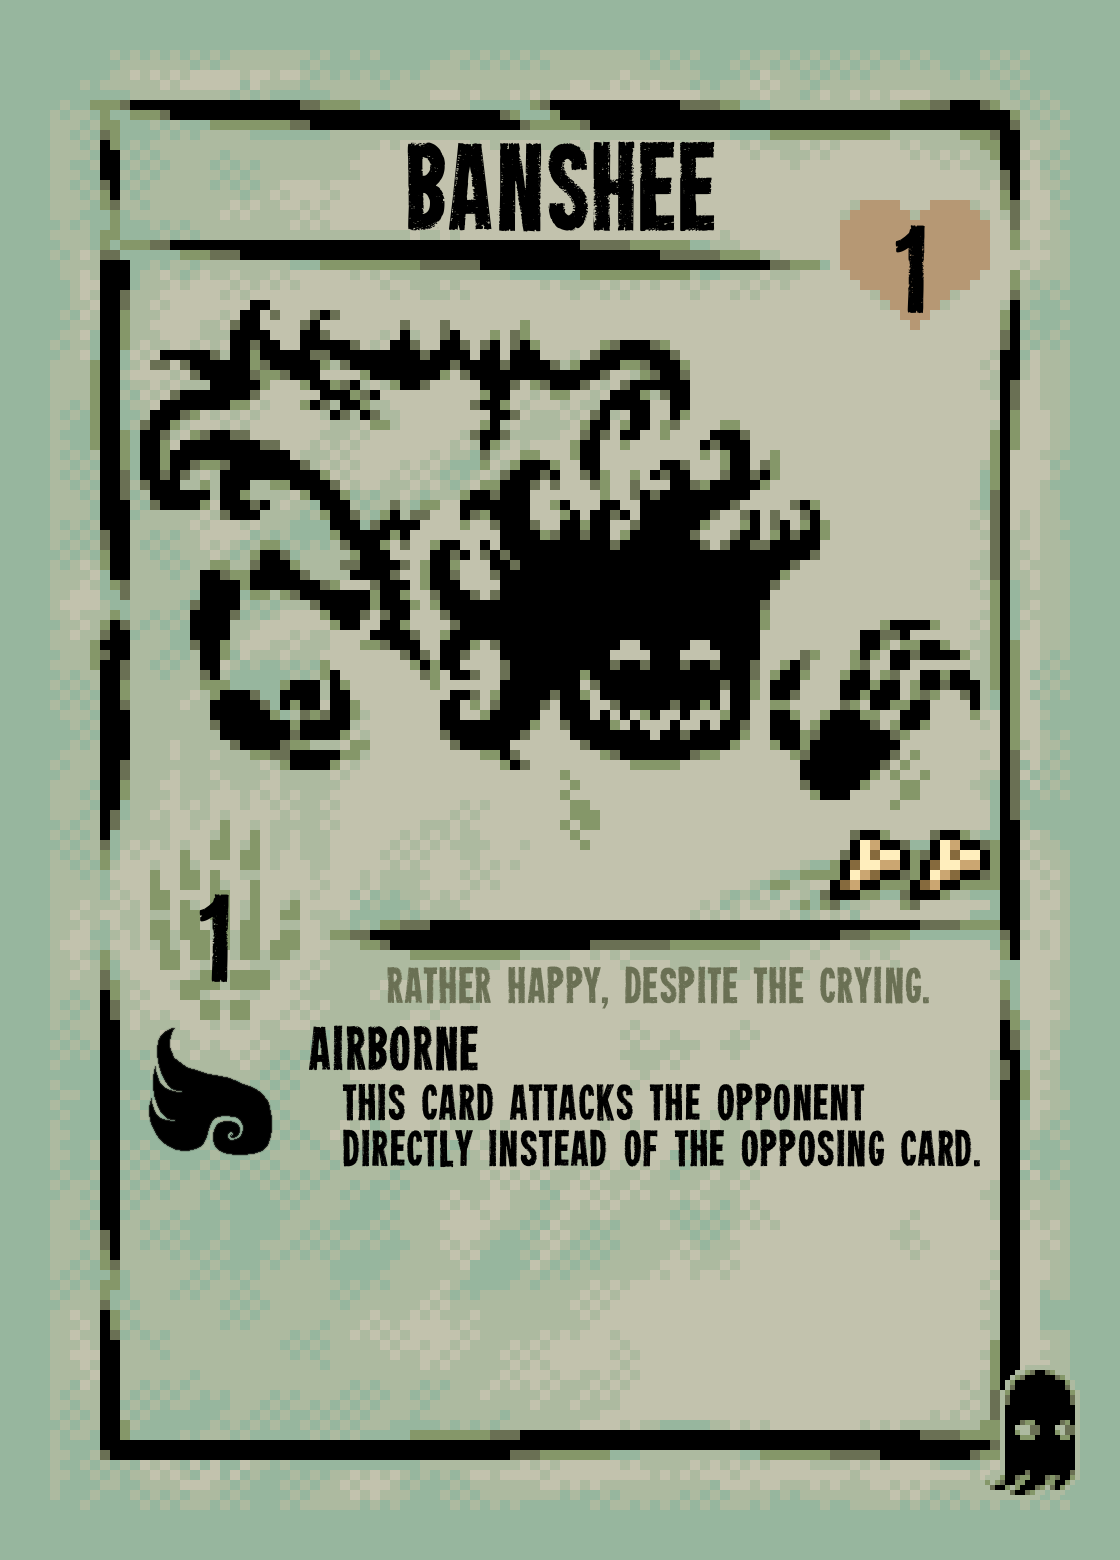 BANSHEE
1
1
RATHER HAPPY, DESPITE THE CRYING.
AIRBORNE
THIS CARD ATTACKS THE OPPONENT
DIRECTLY INSTEAD OF THE OPPOSING CARD.